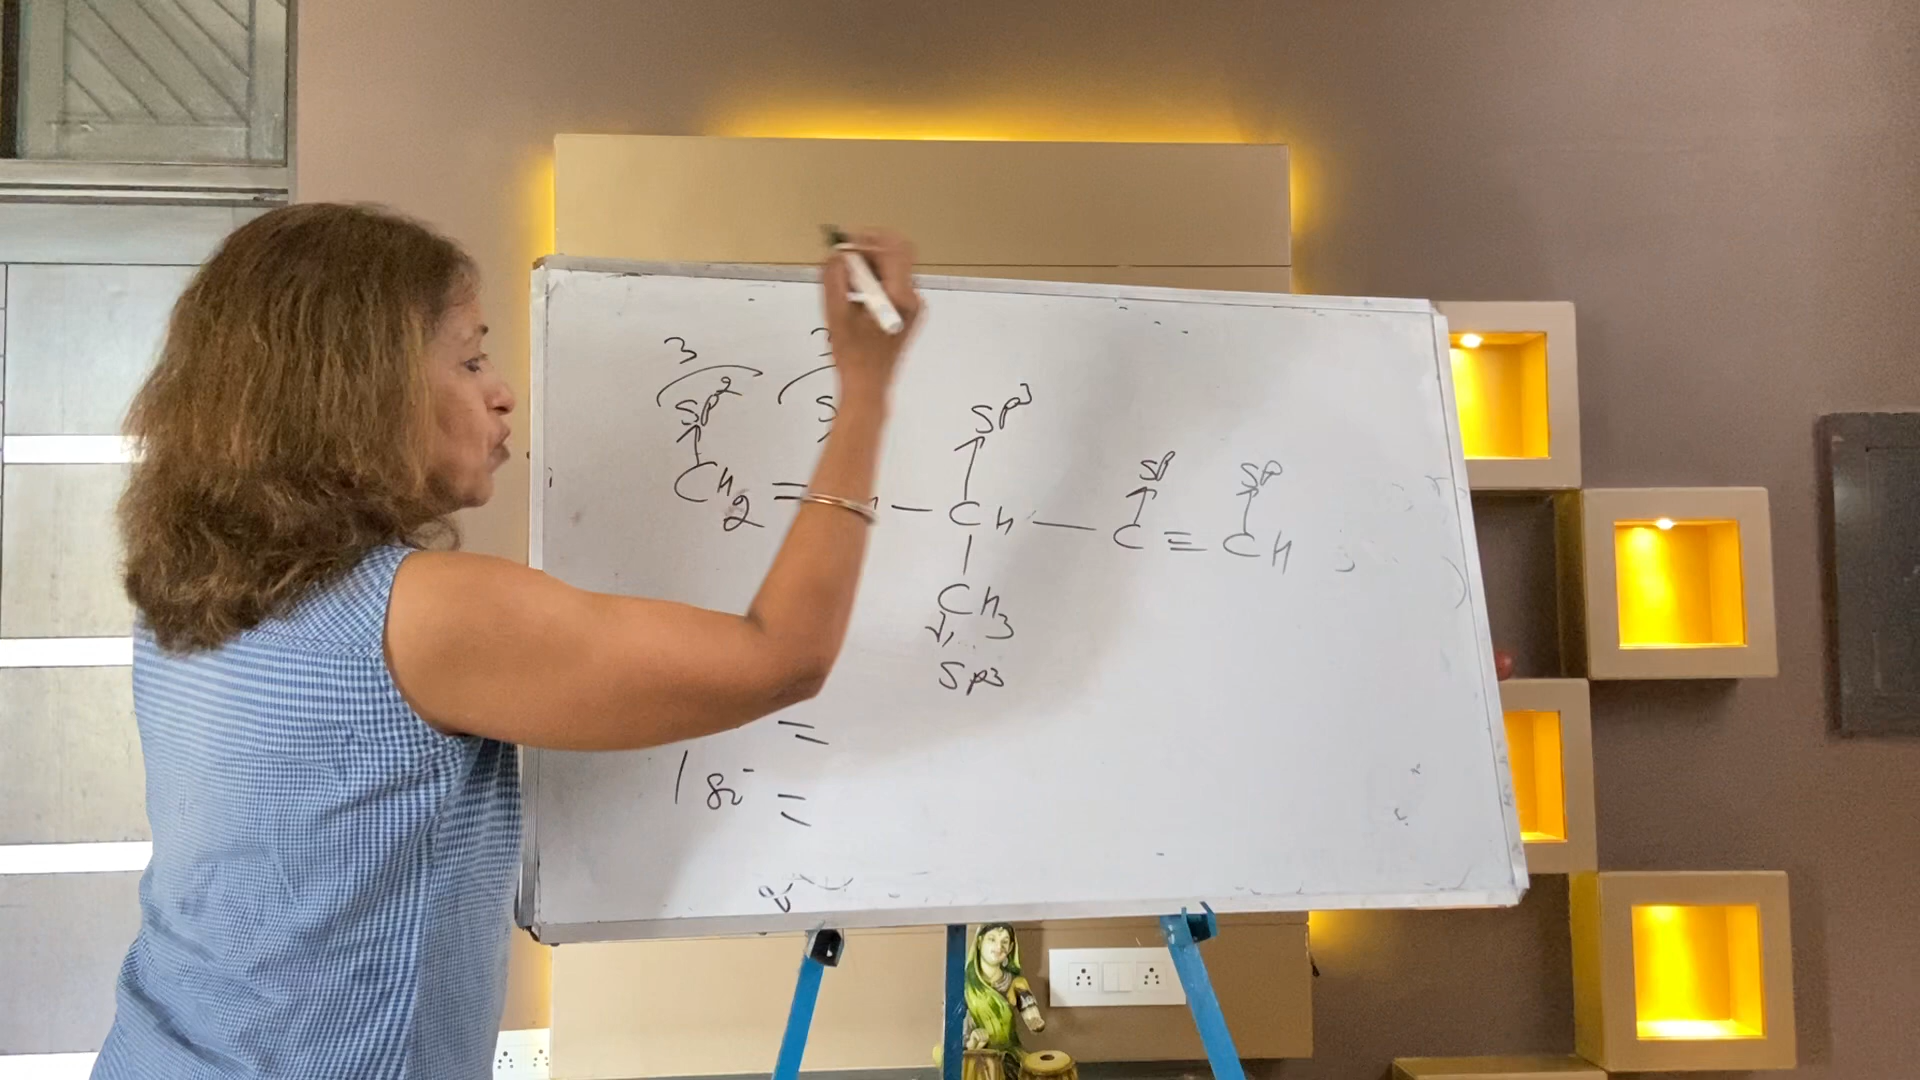 3 3
sp² s sp³ sp sp
CH₂ = H — CH — C ≡ CH
|
CH₃
sp3
=
1 =